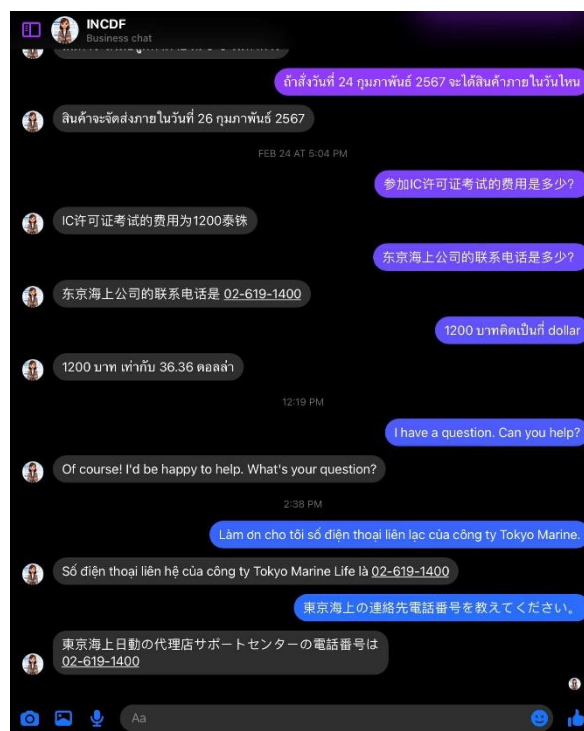 INCDF
Business chat
ถ้าสั่งวันที่ 24 กุมภาพันธ์ 2567 จะได้สินค้าภายในวันไหน
สินค้าจะจัดส่งภายในวันที่ 26 กุมภาพันธ์ 2567
FEB 24 AT 5:04 PM
参加IC许可证考试的费用是多少?
IC许可证考试的费用为1200泰铢
东京海上公司的联系电话是多少?
东京海上公司的联系电话是 02-619-1400
1200 บาทคิดเป็นกี่ dollar
1200 บาท เท่ากับ 36.36 ดอลล่า
12:19 PM
I have a question. Can you help?
Of course! I'd be happy to help. What's your question?
2:38 PM
Làm ơn cho tôi số điện thoại liên lạc của công ty Tokyo Marine.
Số điện thoại liên hệ của công ty Tokyo Marine Life là 02-619-1400
東京海上の連絡先電話番号を教えてください。
東京海上日動の代理店サポートセンターの電話番号は
02-619-1400
Aa